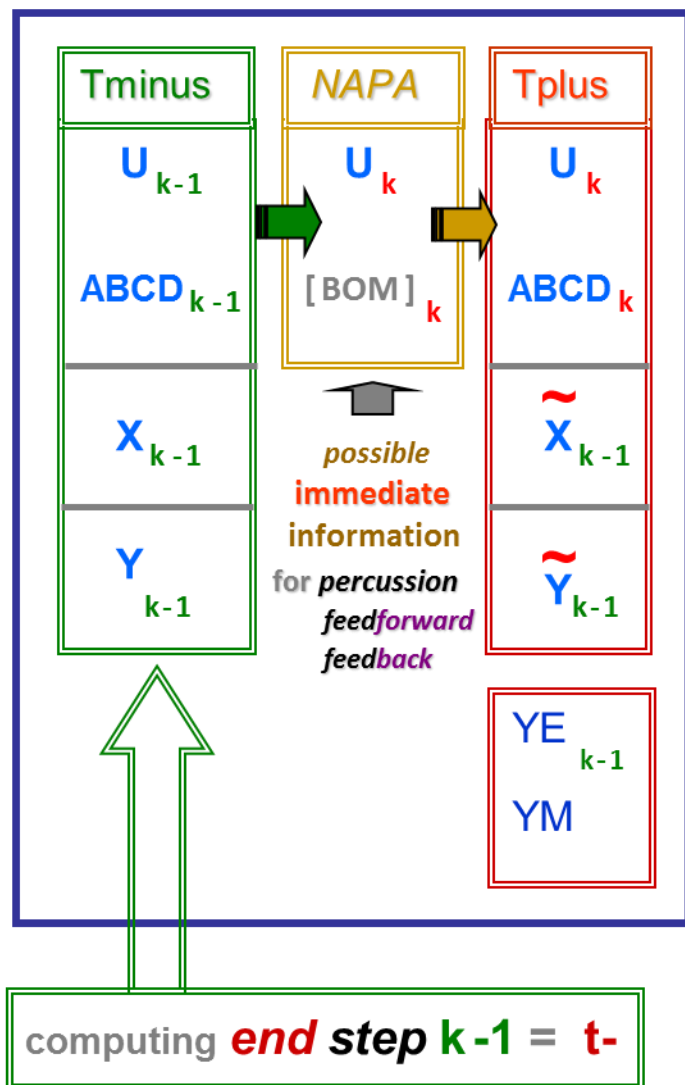 Tminus
U k-1
ABCD k-1
X k-1
Y k-1
NAPA
U k
[BOM] k
possible
immediate
information
for percussion
feedforward
feedback
Tplus
U k
ABCD k
~
X k-1
~
Y k-1
YE k-1
YM
computing end step k-1 = t-